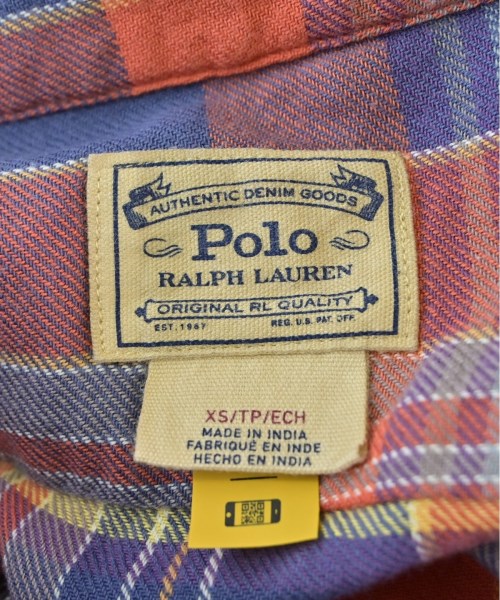 AUTHENTIC DENIM GOODS
Polo
RALPH LAUREN
ORIGINAL RL QUALITY
EST. 1967 REG. U.S. PAT. OFF.
XS/TP/ECH
MADE IN INDIA
FABRIQUÉ EN INDE
HECHO EN INDIA